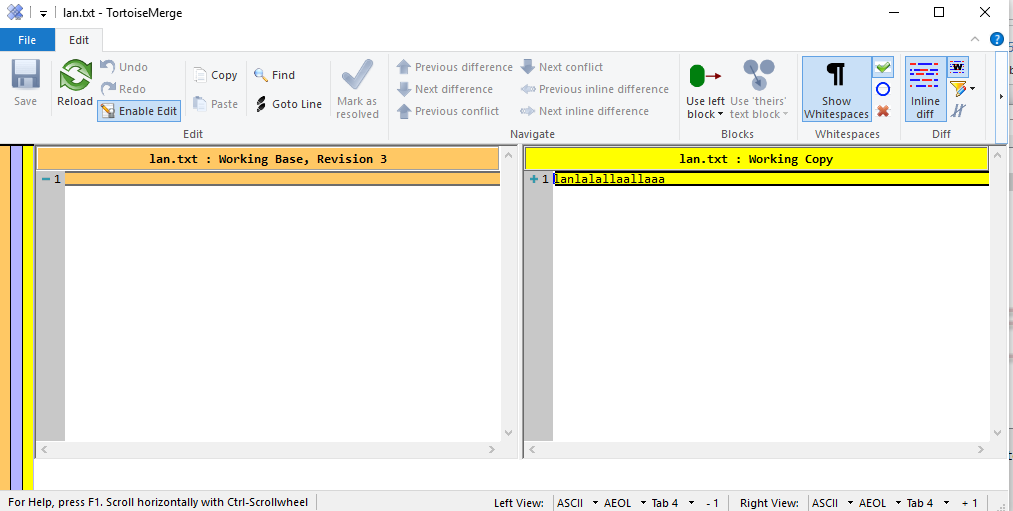 lan.txt - TortoiseMerge
File Edit
Save
Reload
Undo
Redo
Enable Edit
Copy
Paste
Find
Goto Line
Mark as
resolved
Edit
Previous difference
Next difference
Previous conflict
Next conflict
Previous inline difference
Next inline difference
Navigate
Use left
block
Use 'theirs'
text block
Blocks
Show
Whitespaces
Whitespaces
Inline
diff
Diff
lan.txt : Working Base, Revision 3
1
lan.txt : Working Copy
1 lanlalallaallaaa
For Help, press F1. Scroll horizontally with Ctrl-Scrollwheel
Left View: ASCII AEOL Tab 4 - 1
Right View: ASCII AEOL Tab 4 + 1